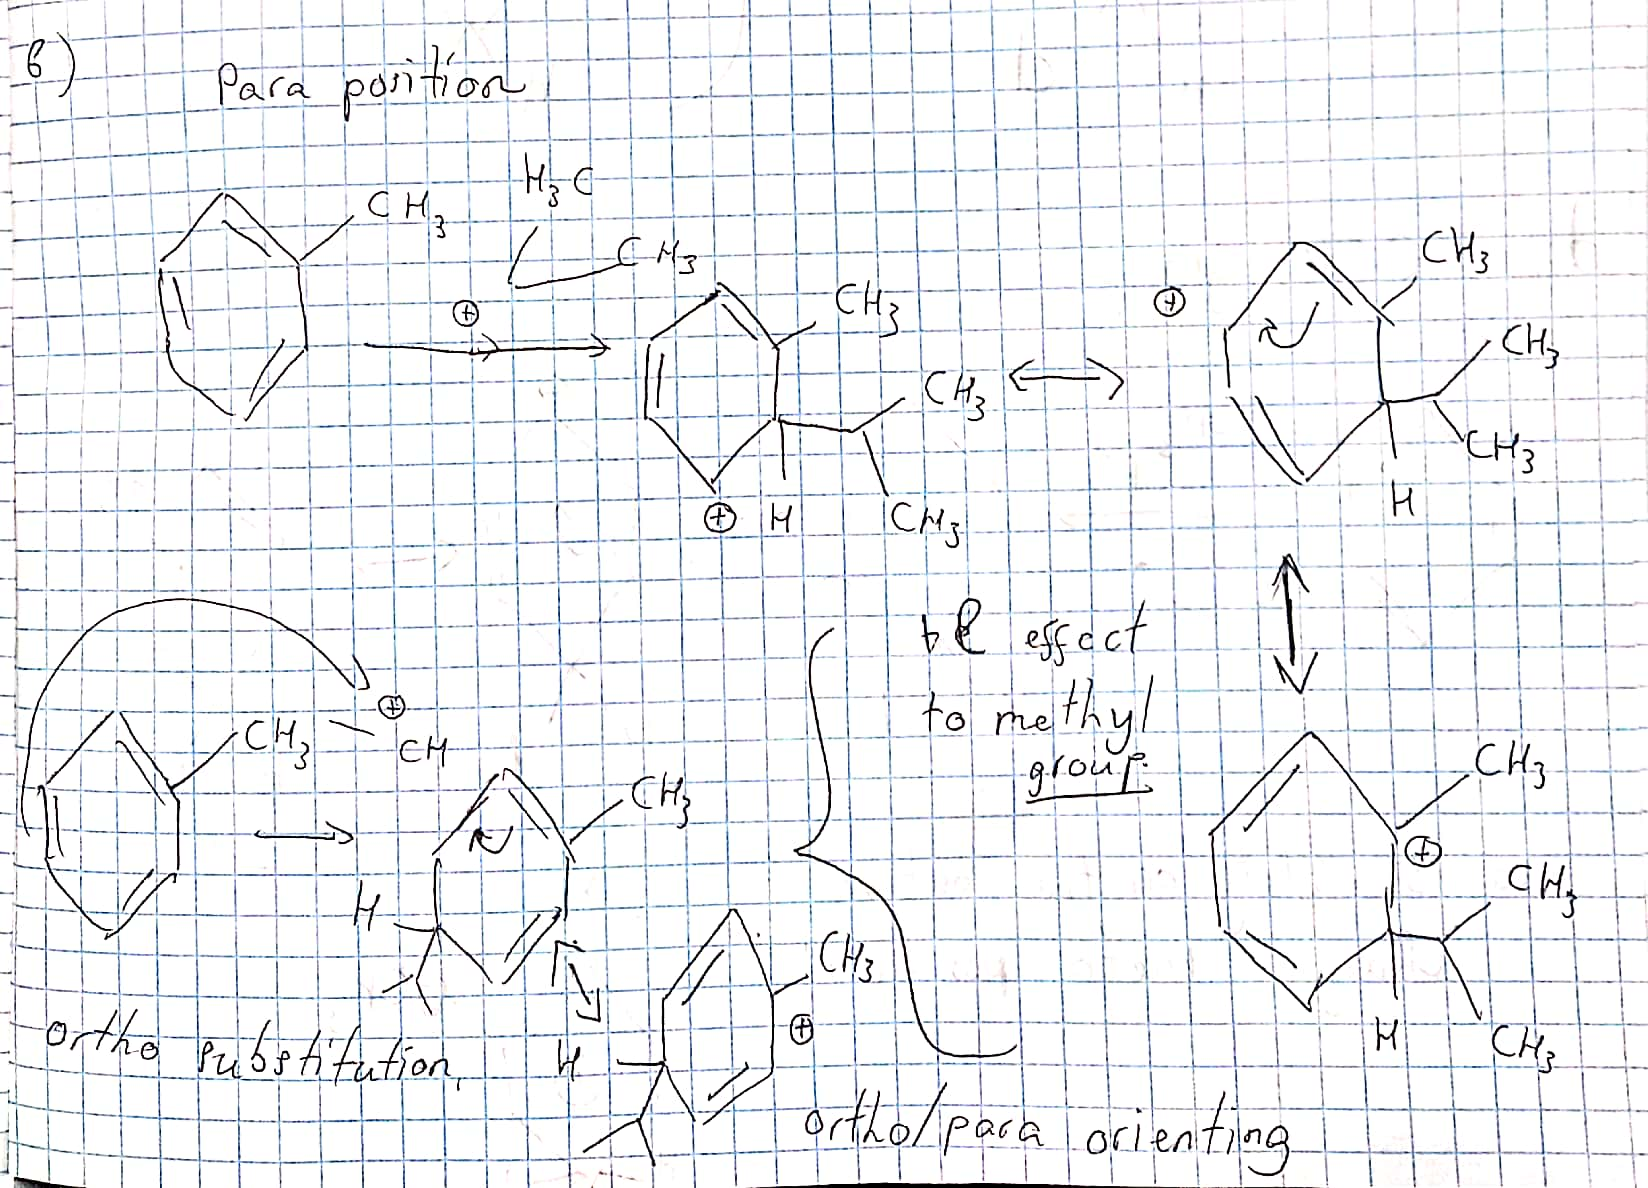 b)
Para position
H3C
CH3
CH3
⊕
CH3
CH3
⊕ H
CH3
⟷
⊕
CH3
CH3
CH3
H
effect
to methyl
group.
CH3
⊕
CH
CH3
H
CH3
⊕
CH3
H
CH3
CH3
⊕
H
ortho substitution,
ortho/para orienting